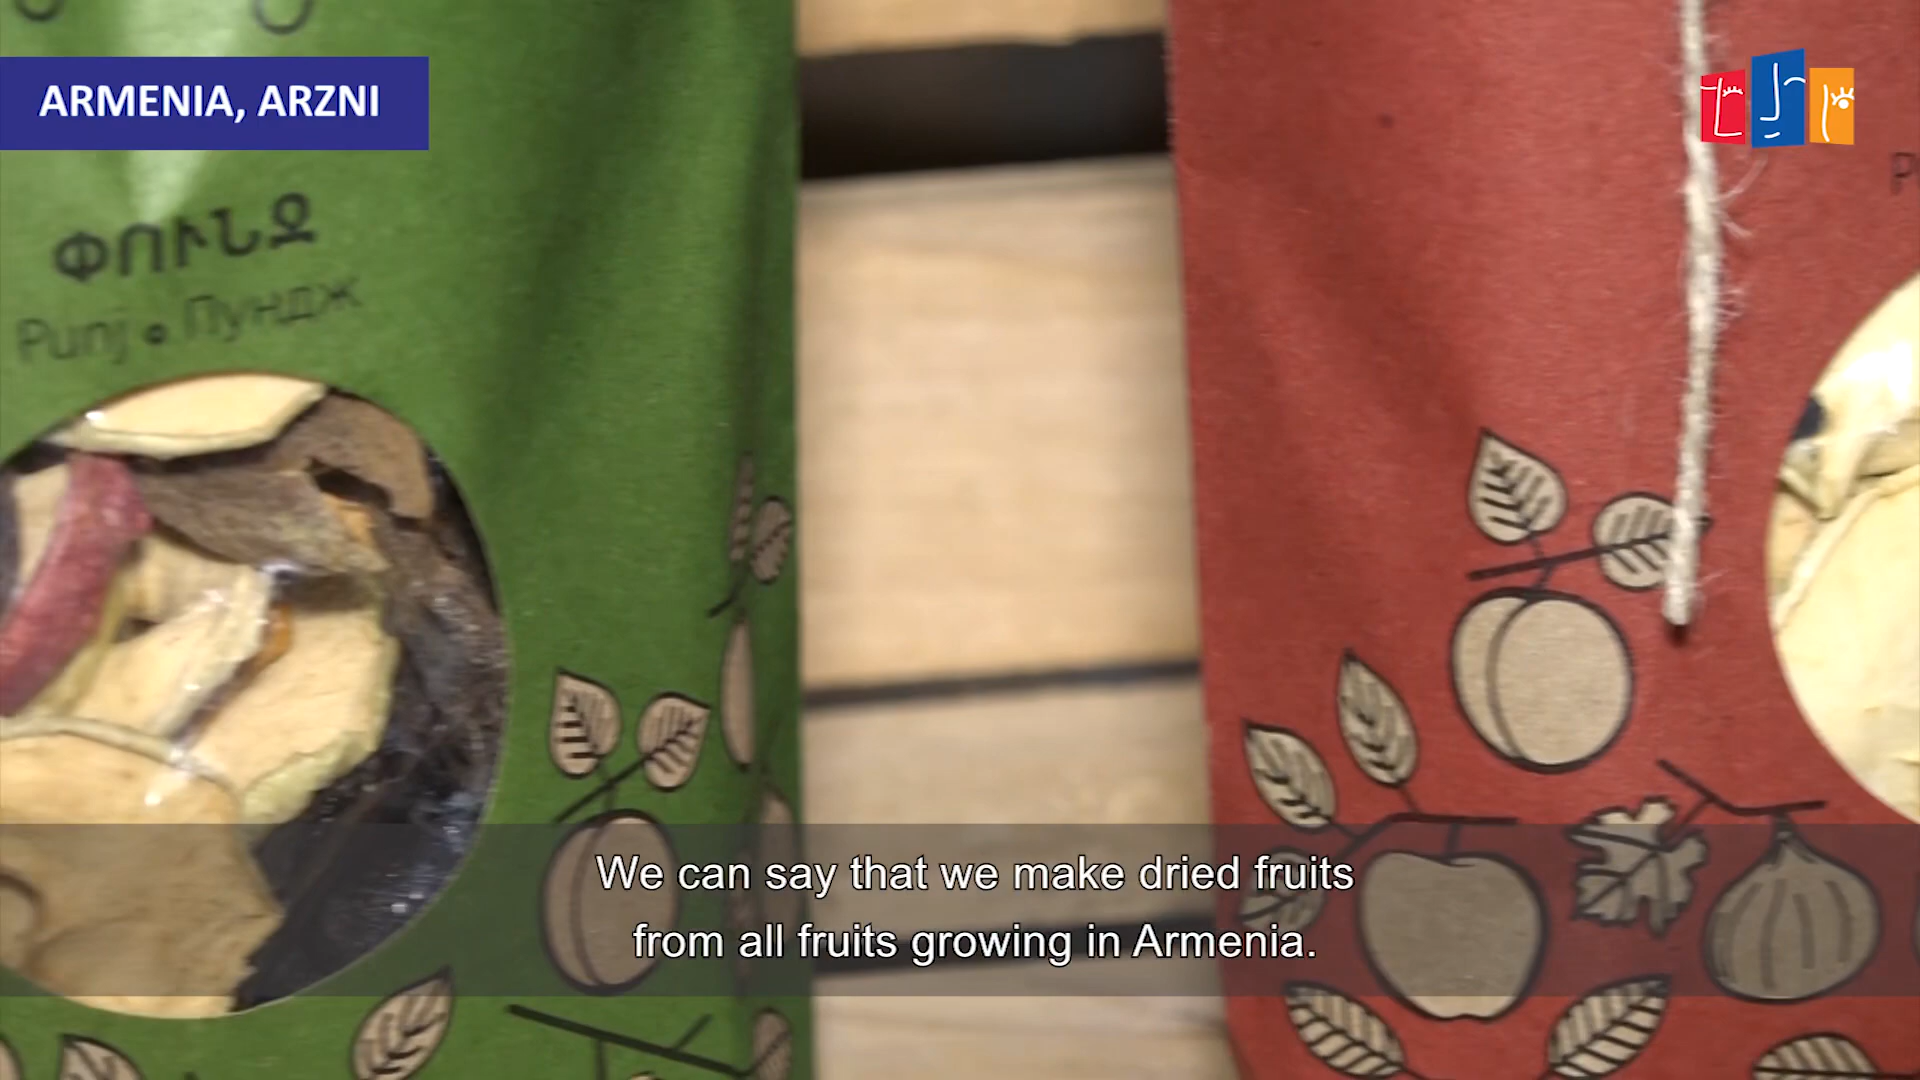 ARMENIA, ARZNI
ՓՈՒՆՋ
Punj • Пундж
We can say that we make dried fruits
from all fruits growing in Armenia.